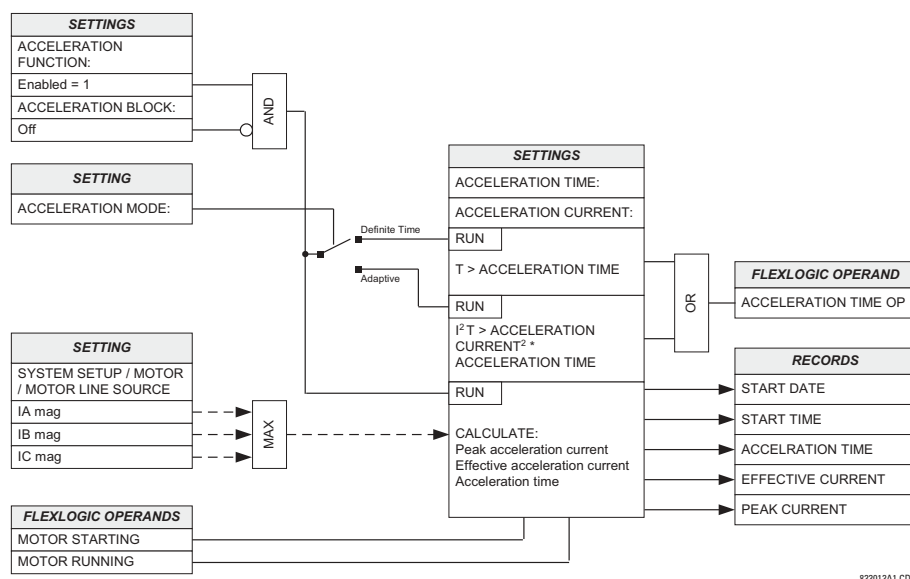 SETTINGS
ACCELERATION
FUNCTION:
Enabled = 1
ACCELERATION BLOCK:
Off
AND
SETTING
ACCELERATION MODE:
Definite Time
Adaptive
SETTINGS
ACCELERATION TIME:
ACCELERATION CURRENT:
RUN
T > ACCELERATION TIME
RUN
I² T > ACCELERATION
CURRENT² *
ACCELERATION TIME
RUN
CALCULATE:
Peak acceleration current
Effective acceleration current
Acceleration time
OR
FLEXLOGIC OPERAND
ACCELERATION TIME OP
RECORDS
START DATE
START TIME
ACCELRATION TIME
EFFECTIVE CURRENT
PEAK CURRENT
SETTING
SYSTEM SETUP / MOTOR
/ MOTOR LINE SOURCE
IA mag
IB mag
IC mag
MAX
FLEXLOGIC OPERANDS
MOTOR STARTING
MOTOR RUNNING